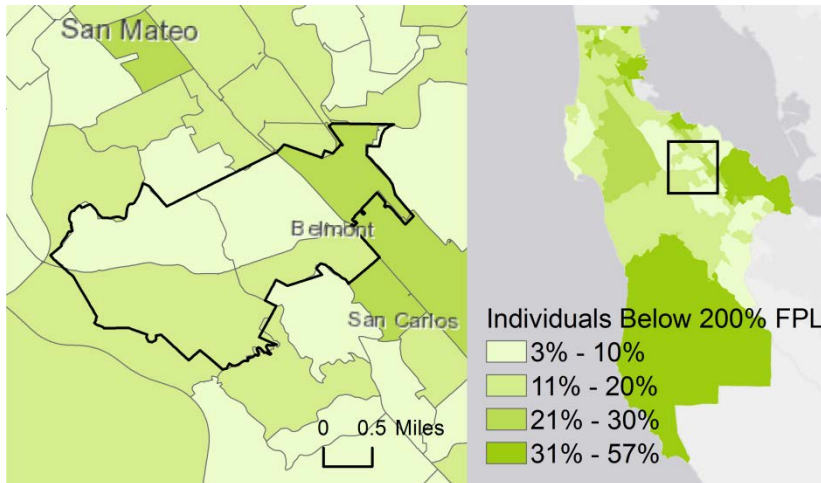 San Mateo
Belmont
San Carlos
0 0.5 Miles
Individuals Below 200% FPL
3% - 10%
11% - 20%
21% - 30%
31% - 57%